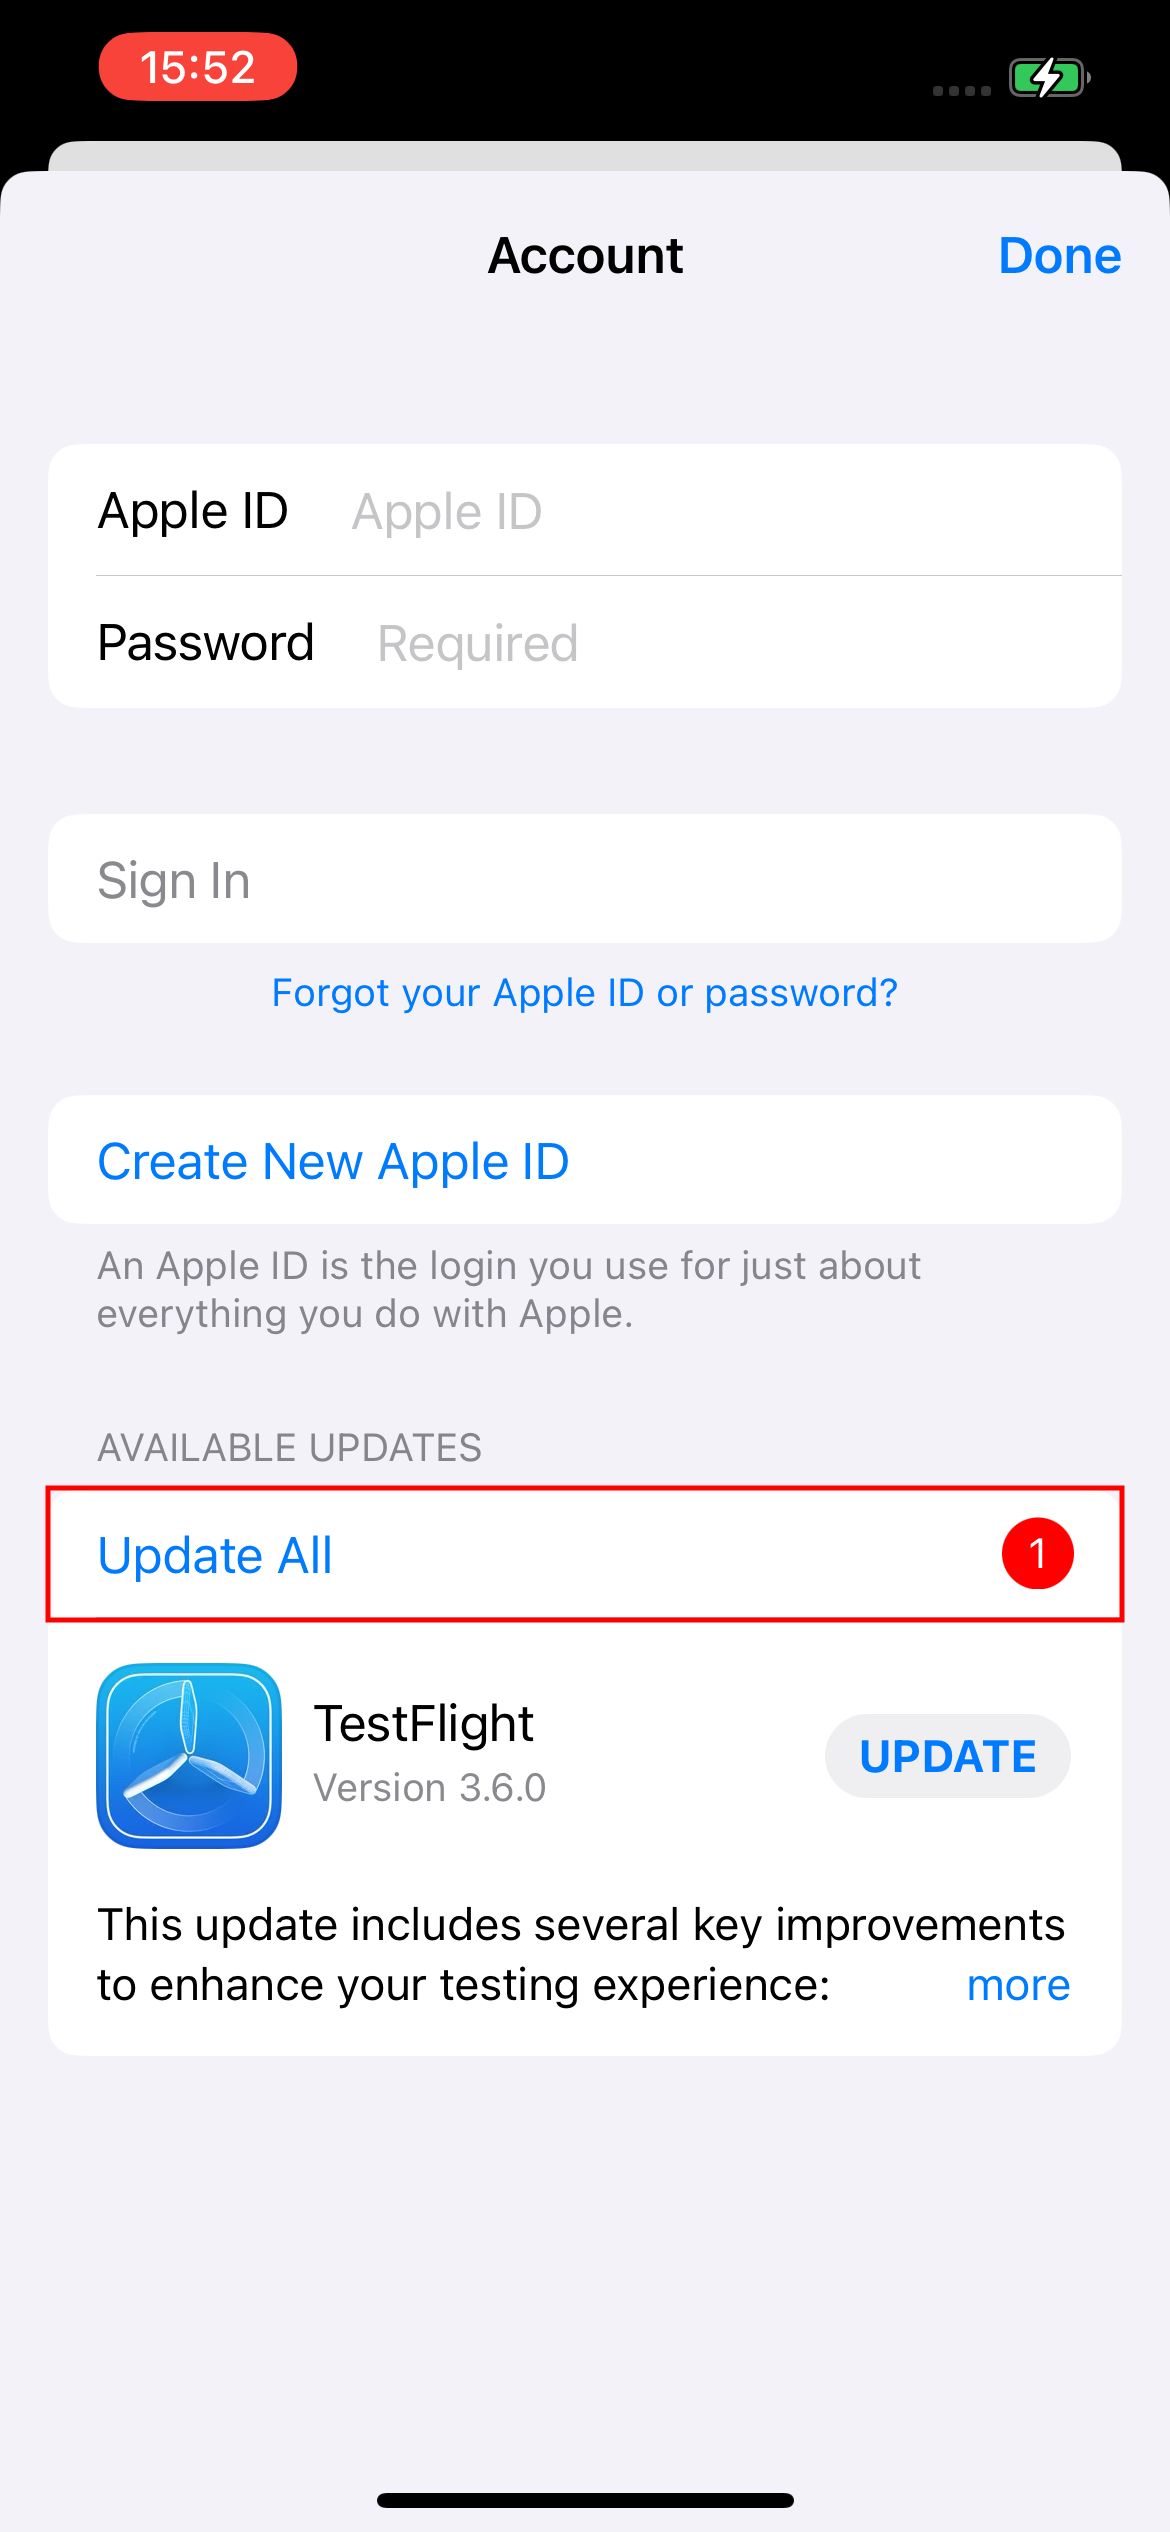 15:52
Account
Done
Apple ID Apple ID
Password Required
Sign In
Forgot your Apple ID or password?
Create New Apple ID
An Apple ID is the login you use for just about
everything you do with Apple.
AVAILABLE UPDATES
Update All 1
TestFlight
Version 3.6.0
UPDATE
This update includes several key improvements
to enhance your testing experience: more